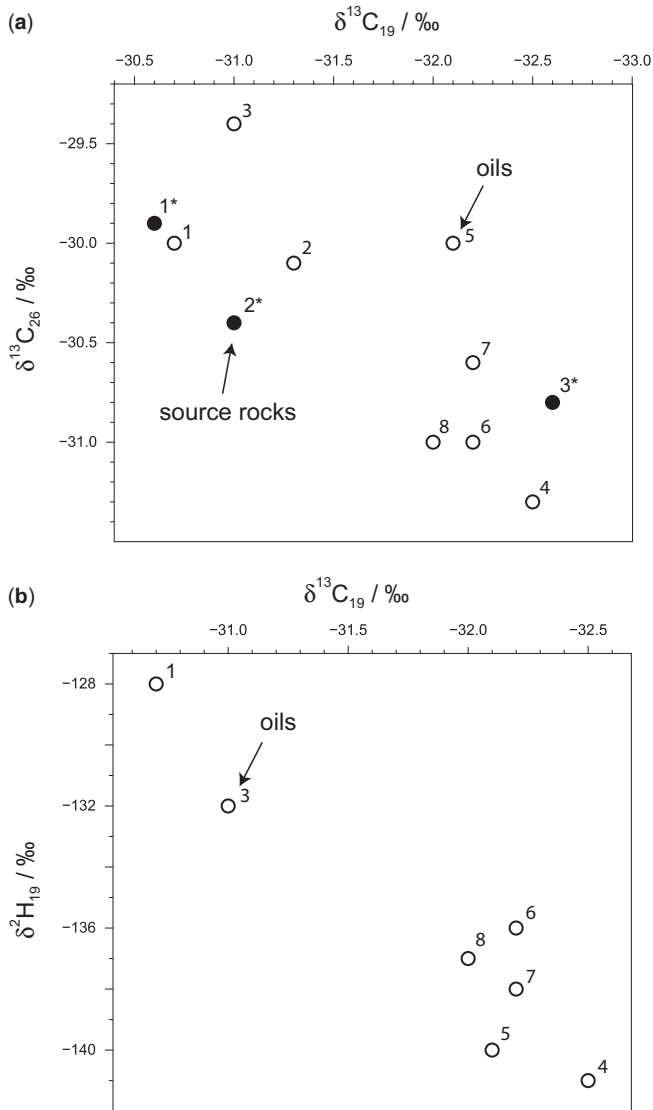 (a)
δ¹³C₁₉ / ‰
−30.5 −31.0 −31.5 −32.0 −32.5 −33.0
3
−29.5
oils
1*
1
−30.0
5
2
2*
δ¹³C₂₆ / ‰
7
3*
source rocks
8 6
−31.0
−30.5
4
(b)
δ¹³C₁₉ / ‰
−31.0 −31.5 −32.0 −32.5
−128
1
oils
3
−132
δ²H₁₉ / ‰
6
−136
8
7
5
−140
4